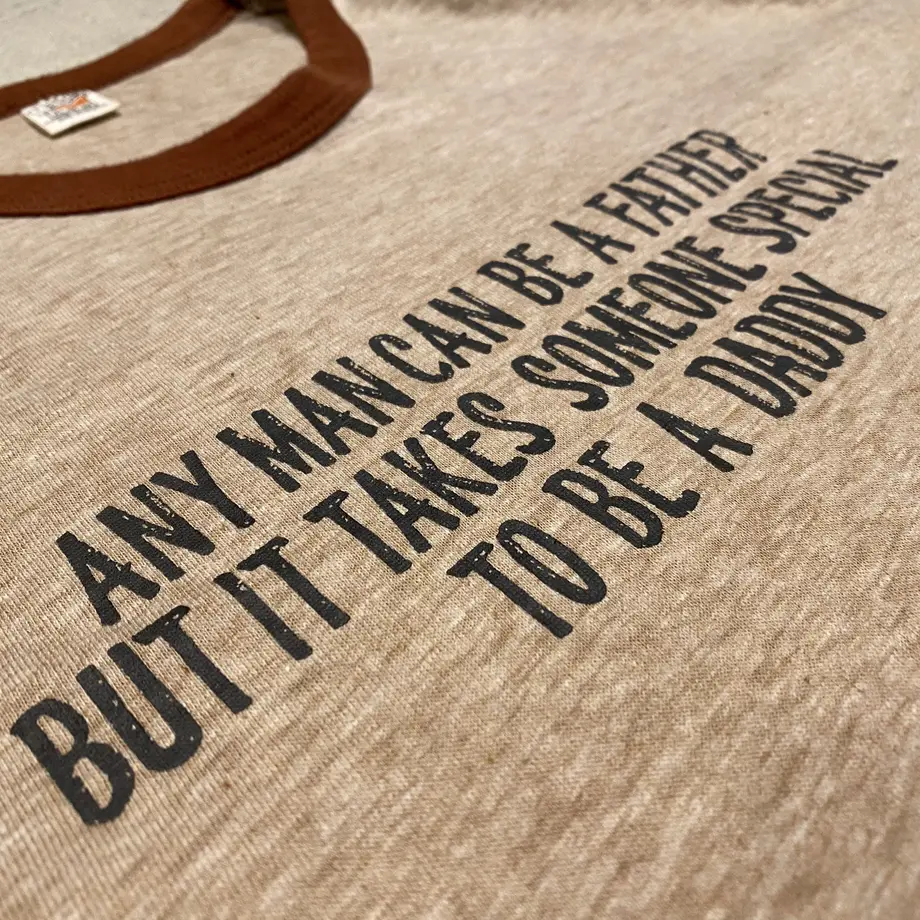 ANY MAN CAN BE A FATHER
BUT IT TAKES SOMEONE SPECIAL
TO BE A DADDY